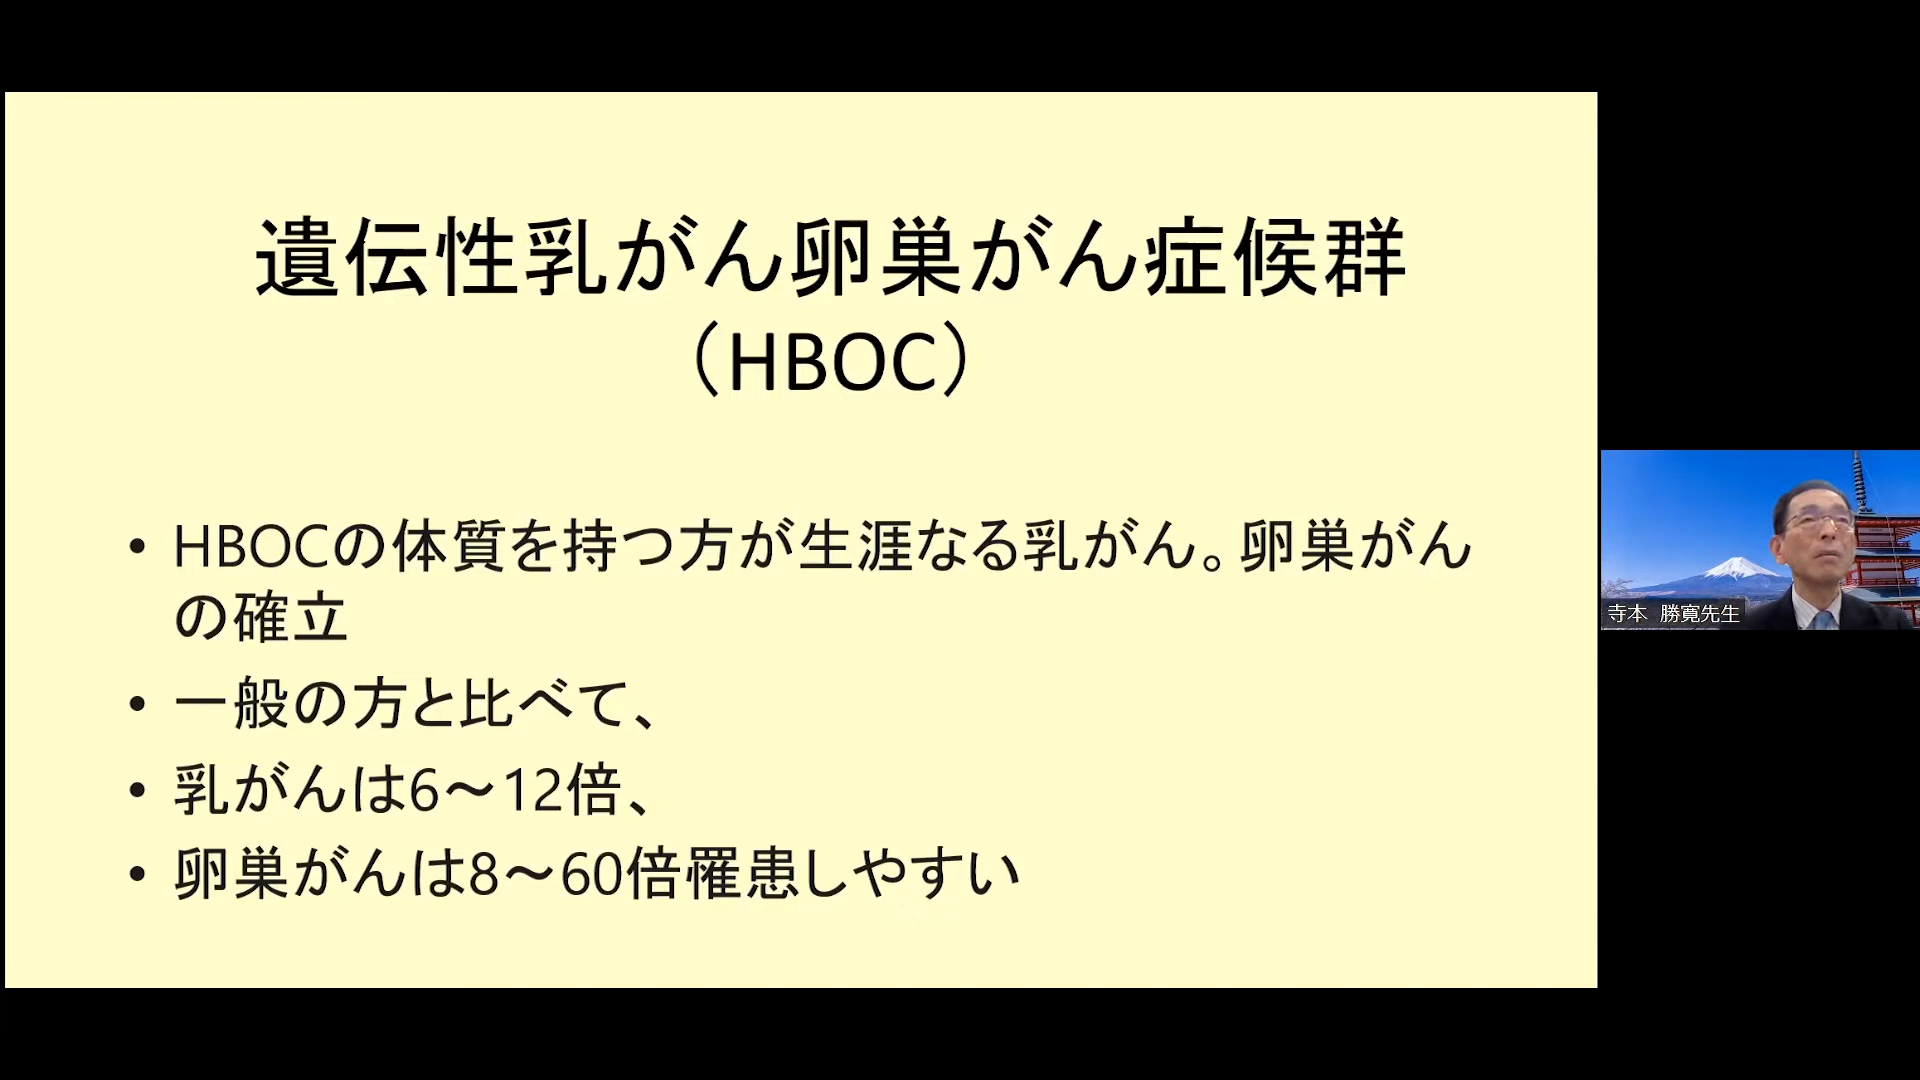 遺伝性乳がん卵巣がん症候群
（HBOC）
• HBOCの体質を持つ方が生涯なる乳がん。卵巣がん
の確立
• 一般の方と比べて、
• 乳がんは6～12倍、
• 卵巣がんは8～60倍罹患しやすい
寺本 勝寛先生